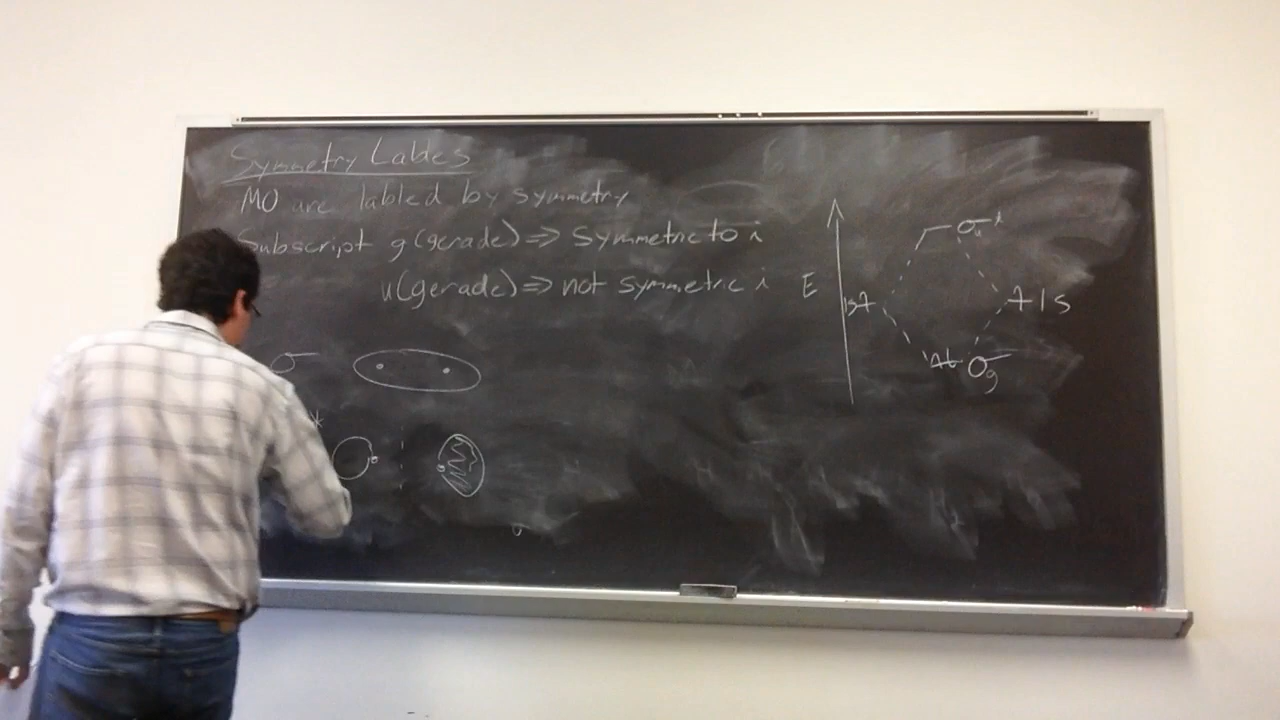 Symmetry Lables
MO are labled by symmetry
Subscript g (gerade) => Symmetric to i
u (gerade) => not symmetric i
σ
*
E
σu*
1s
1s
σg